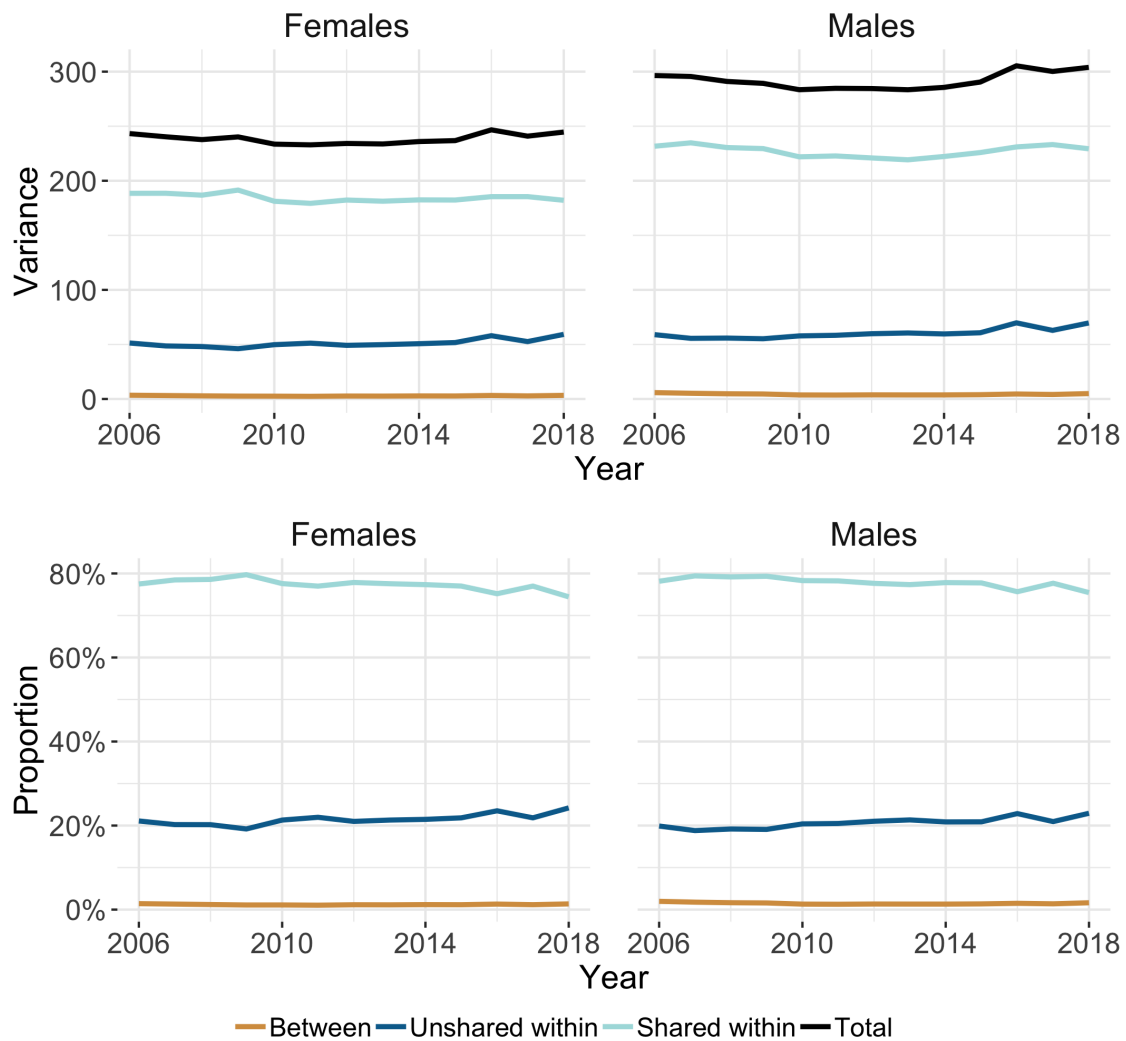 Females Males
300
200
100
0
Variance
2006 2010 2014 2018 2006 2010 2014 2018
Year
Females Males
80%
60%
40%
20%
0%
Proportion
2006 2010 2014 2018 2006 2010 2014 2018
Year
Between Unshared within Shared within Total